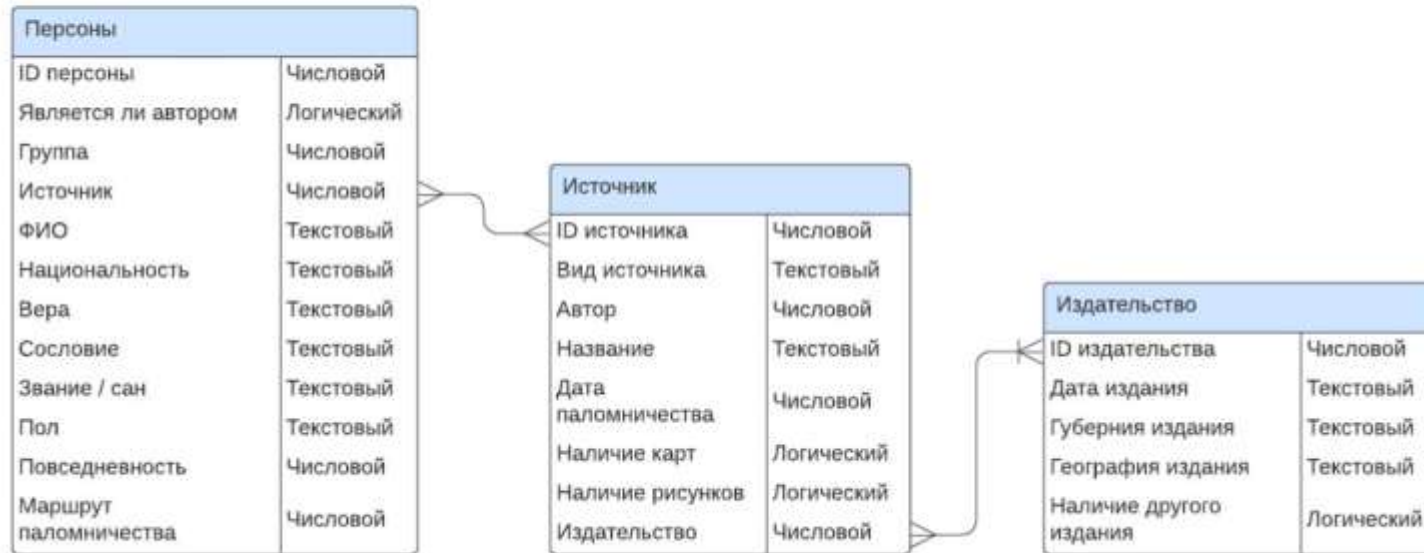 Персоны
ID персоны Числовой
Является ли автором Логический
Группа Числовой
Источник Числовой
ФИО Текстовый
Национальность Текстовый
Вера Текстовый
Сословие Текстовый
Звание / сан Текстовый
Пол Текстовый
Повседневность Числовой
Маршрут
паломничества Числовой
Источник
ID источника Числовой
Вид источника Текстовый
Автор Числовой
Название Текстовый
Дата
паломничества Числовой
Наличие карт Логический
Наличие рисунков Логический
Издательство Числовой
Издательство
ID издательства Числовой
Дата издания Текстовый
Губерния издания Текстовый
География издания Текстовый
Наличие другого
издания Логический